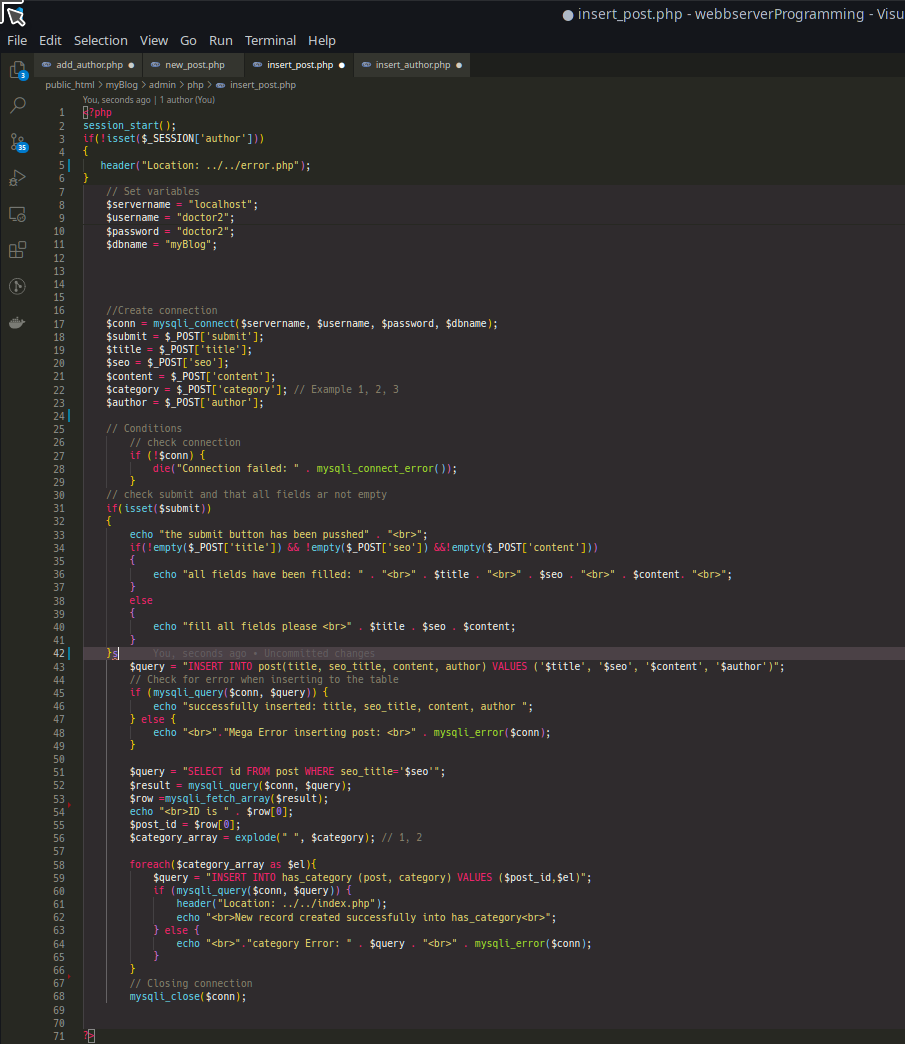 insert_post.php - webbserverProgramming - Visu
File Edit Selection View Go Run Terminal Help
add_author.php new_post.php insert_post.php insert_author.php
3
public_html > myBlog > admin > php > insert_post.php
You, seconds ago | 1 author (You)
1 <?php
2 session_start();
3 if(!isset($_SESSION['author']))
35
4 {
5 header("Location: ../../error.php");
6 }
7 // Set variables
8 $servername = "localhost";
9 $username = "doctor2";
10 $password = "doctor2";
11 $dbname = "myBlog";
12
13
14
15
16 //Create connection
17 $conn = mysqli_connect($servername, $username, $password, $dbname);
18 $submit = $_POST['submit'];
19 $title = $_POST['title'];
20 $seo = $_POST['seo'];
21 $content = $_POST['content'];
22 $category = $_POST['category']; // Example 1, 2, 3
23 $author = $_POST['author'];
24
25 // Conditions
26 // check connection
27 if (!$conn) {
28 die("Connection failed: " . mysqli_connect_error());
29 }
30 // check submit and that all fields ar not empty
31 if(isset($submit))
32 {
33 echo "the submit button has been pusshed" . "<br>";
34 if(!empty($_POST['title']) && !empty($_POST['seo']) &&!empty($_POST['content']))
35 {
36 echo "all fields have been filled: " . "<br>" . $title . "<br>" . $seo . "<br>" . $content. "<br>";
37 }
38 else
39 {
40 echo "fill all fields please <br>" . $title . $seo . $content;
41 }
42 }s You, seconds ago • Uncommitted changes
43 $query = "INSERT INTO post(title, seo_title, content, author) VALUES ('$title', '$seo', '$content', '$author')";
44 // Check for error when inserting to the table
45 if (mysqli_query($conn, $query)) {
46 echo "successfully inserted: title, seo_title, content, author ";
47 } else {
48 echo "<br>"."Mega Error inserting post: <br>" . mysqli_error($conn);
49 }
50
51 $query = "SELECT id FROM post WHERE seo_title='$seo'";
52 $result = mysqli_query($conn, $query);
53 $row =mysqli_fetch_array($result);
54 echo "<br>ID is " . $row[0];
55 $post_id = $row[0];
56 $category_array = explode(" ", $category); // 1, 2
57
58 foreach($category_array as $el){
59 $query = "INSERT INTO has_category (post, category) VALUES ($post_id,$el)";
60 if (mysqli_query($conn, $query)) {
61 header("Location: ../../index.php");
62 echo "<br>New record created successfully into has_category<br>";
63 } else {
64 echo "<br>"."category Error: " . $query . "<br>" . mysqli_error($conn);
65 }
66 }
67 // Closing connection
68 mysqli_close($conn);
69
70
71 ?>